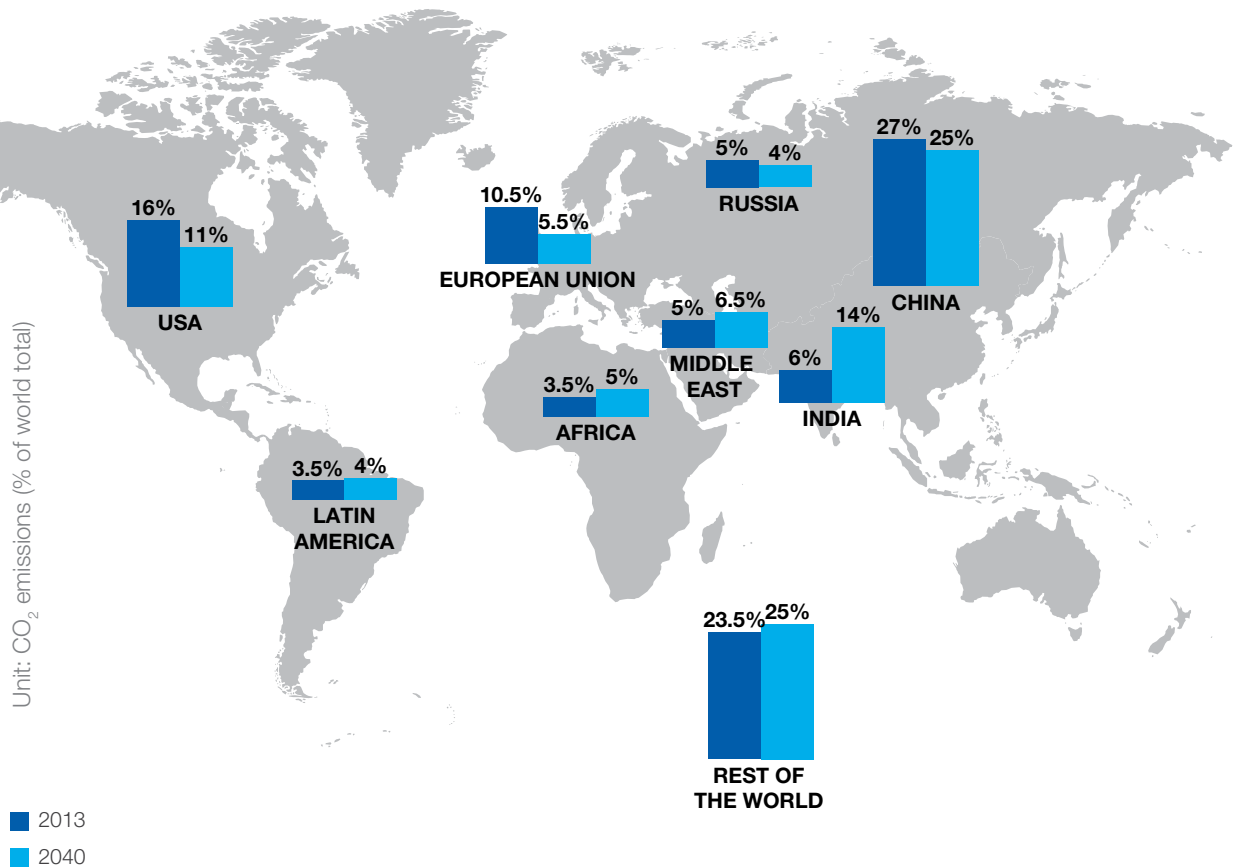 27%
25%
CHINA
5%
4%
RUSSIA
10.5%
5.5%
EUROPEAN UNION
16%
11%
USA
5%
6.5%
MIDDLE
EAST
6%
14%
INDIA
3.5%
5%
AFRICA
3.5%
4%
LATIN
AMERICA
23.5%
25%
REST OF
THE WORLD
Unit: CO₂ emissions (% of world total)
2013
2040